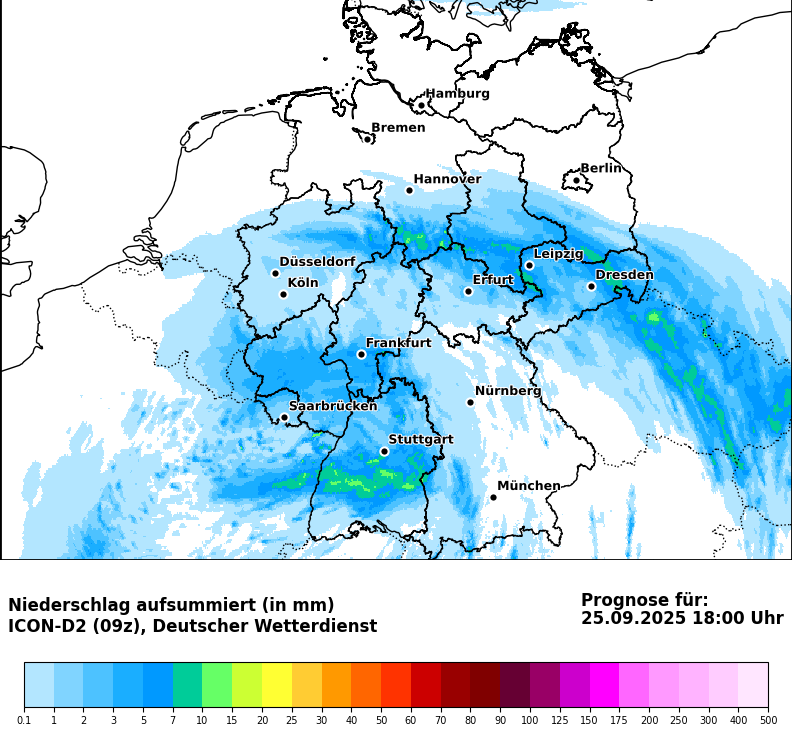 Hamburg
Bremen
Berlin
Hannover
Leipzig
Düsseldorf
Dresden
Köln
Erfurt
Frankfurt
Nürnberg
Saarbrücken
Stuttgart
München
Niederschlag aufsummiert (in mm)
ICON-D2 (09z), Deutscher Wetterdienst
Prognose für:
25.09.2025 18:00 Uhr
0.1 1 2 3 5 7 10 15 20 25 30 40 50 60 70 80 90 100 125 150 175 200 250 300 400 500